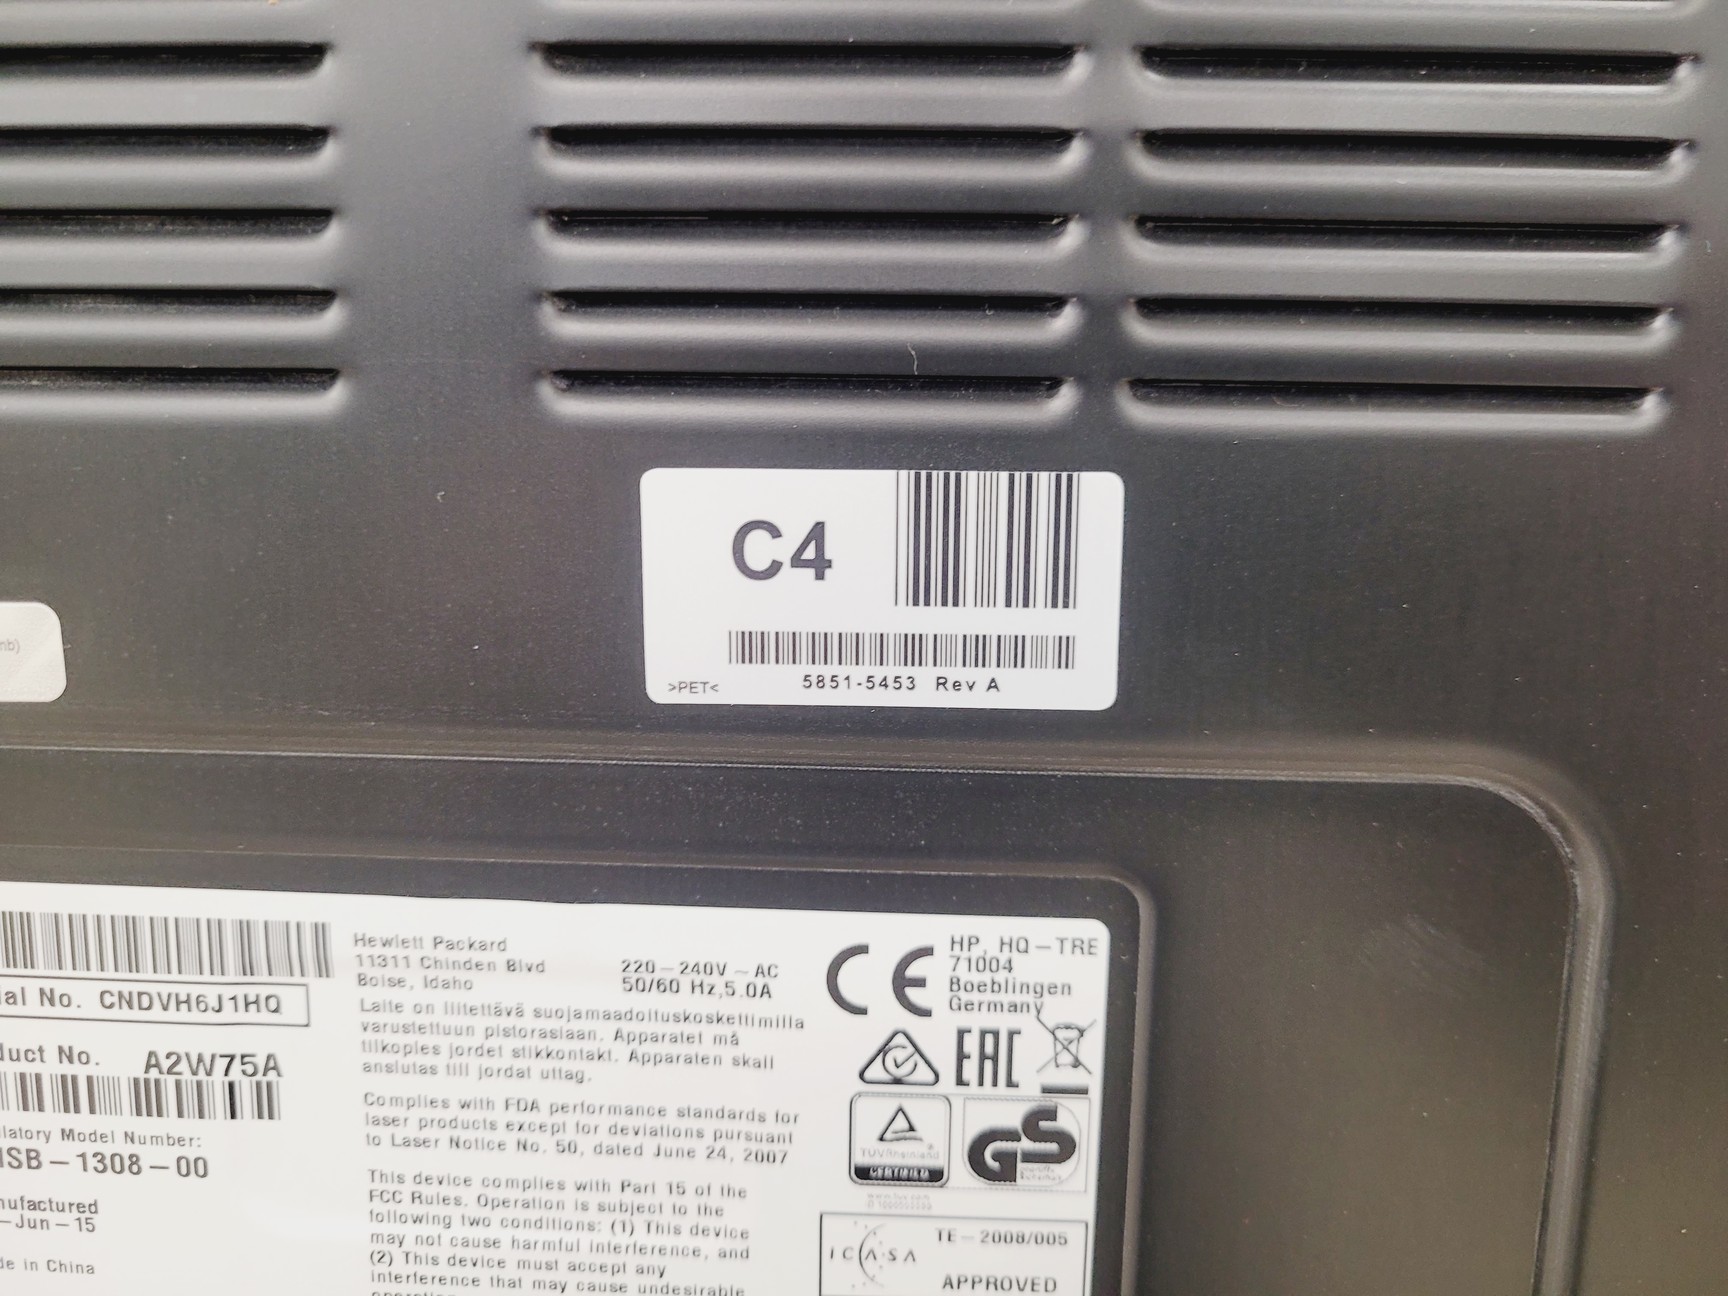 C4
>PET<
5851-5453 Rev A
mb)
ial No. CNDVH6J1HQ
duct No. A2W75A
latory Model Number:
ISB-1308-00
nufactured
-Jun-15
de in China
Hewlett Packard
11311 Chinden Blvd
Boise, Idaho
220-240V ~ AC
50/60 Hz,5.0A
Laite on liitettävä suojamaadoituskoskettimilla
varustettuun pistorasiaan. Apparatet må
tilkoples jordet stikkontakt. Apparaten skall
anslutas till jordat uttag.
Complies with FDA performance standards for
laser products except for deviations pursuant
to Laser Notice No. 50, dated June 24, 2007
This device complies with Part 15 of the
FCC Rules. Operation is subject to the
following two conditions: (1) This device
may not cause harmful interference, and
(2) This device must accept any
interference that may cause undesirable
CE
HP, HQ-TRE
71004
Boeblingen
Germany
EAC
TÜVRheinland
CERTIFIED
GS
ICASA
TE-2008/005
APPROVED